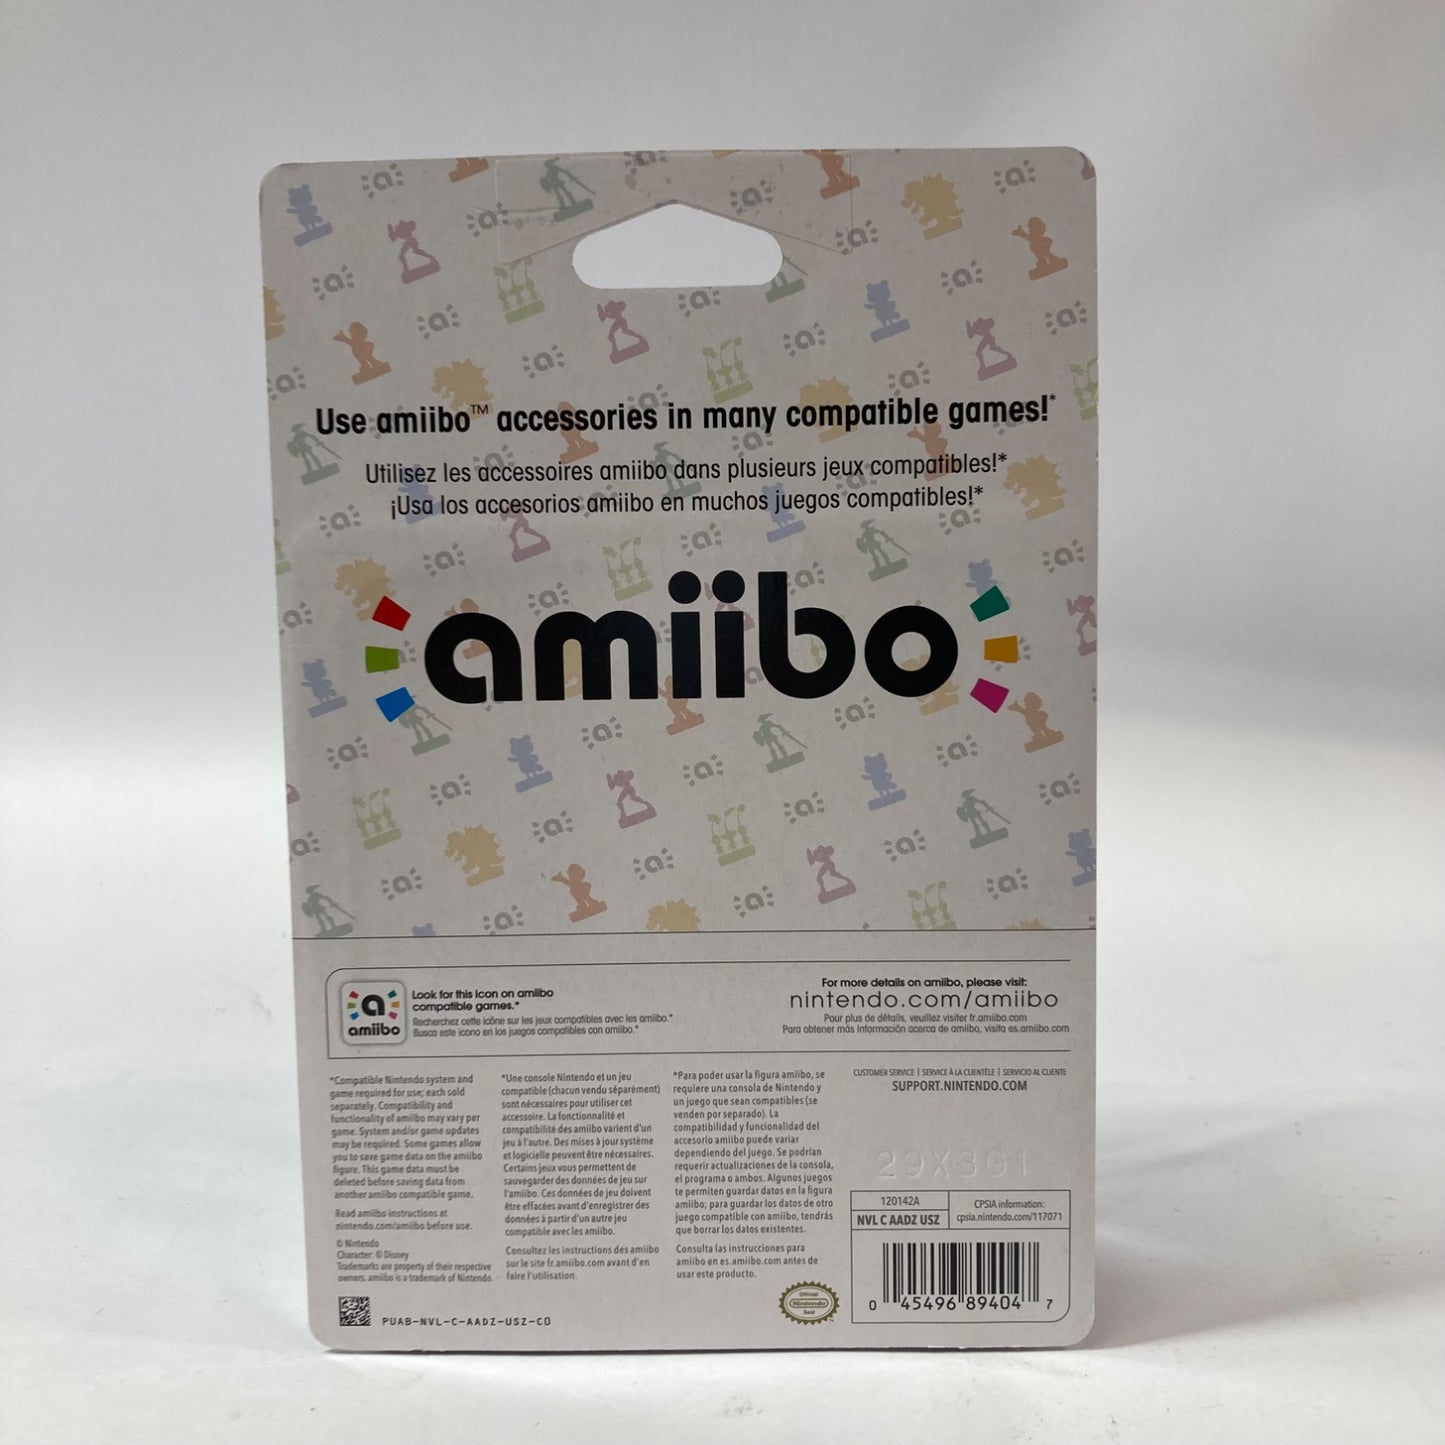 Use amiibo™ accessories in many compatible games!*
Utilisez les accessoires amiibo dans plusieurs jeux compatibles!*
¡Usa los accesorios amiibo en muchos juegos compatibles!*
amiibo
a
amiibo
Look for this icon on amiibo
compatible games.*
Recherchez cette icône sur les jeux compatibles avec les amiibo.*
Busca este icono en los juegos compatibles con amiibo.*
For more details on amiibo, please visit:
nintendo.com/amiibo
Pour plus de détails, veuillez visiter fr.amiibo.com
Para obtener más información acerca de amiibo, visita es.amiibo.com
*Compatible Nintendo system and
game required for use; each sold
separately. Compatibility and
functionality of amiibo may vary per
game. System and/or game updates
may be required. Some games allow
you to save game data on the amiibo
figure. This game data must be
deleted before saving data from
another amiibo compatible game.
Read amiibo instructions at
nintendo.com/amiibo before use.
© Nintendo
Character: © Disney
Trademarks are property of their respective
owners. amiibo is a trademark of Nintendo.
PUAB-NVL-C-AADZ-USZ-C0
*Une console Nintendo et un jeu
compatible (chacun vendu séparément)
sont nécessaires pour utiliser cet
accessoire. La fonctionnalité et
compatibilité des amiibo varient d'un
jeu à l'autre. Des mises à jour système
et logicielle peuvent être nécessaires.
Certains jeux vous permettent de
sauvegarder des données de jeu sur
l'amiibo. Ces données de jeu doivent
être effacées avant d'enregistrer des
données à partir d'un autre jeu
compatible avec les amiibo.
Consultez les instructions des amiibo
sur le site fr.amiibo.com avant d'en
faire l'utilisation.
*Para poder usar la figura amiibo, se
requiere una consola de Nintendo y
un juego que sean compatibles (se
venden por separado). La
compatibilidad y funcionalidad del
accesorio amiibo puede variar
dependiendo del juego. Se podrían
requerir actualizaciones de la consola,
el programa o ambos. Algunos juegos
te permiten guardar datos en la figura
amiibo; para guardar los datos de otro
juego compatible con amiibo, tendrás
que borrar los datos existentes.
Consulta las instrucciones para
amiibo en es.amiibo.com antes de
usar este producto.
Official
Nintendo
Seal
CUSTOMER SERVICE | SERVICE À LA CLIENTÈLE | SERVICIO AL CLIENTE
SUPPORT.NINTENDO.COM
29X3G1
120142A
NVL C AADZ USZ
CPSIA information:
cpsia.nintendo.com/117071
0 45496 89404 7